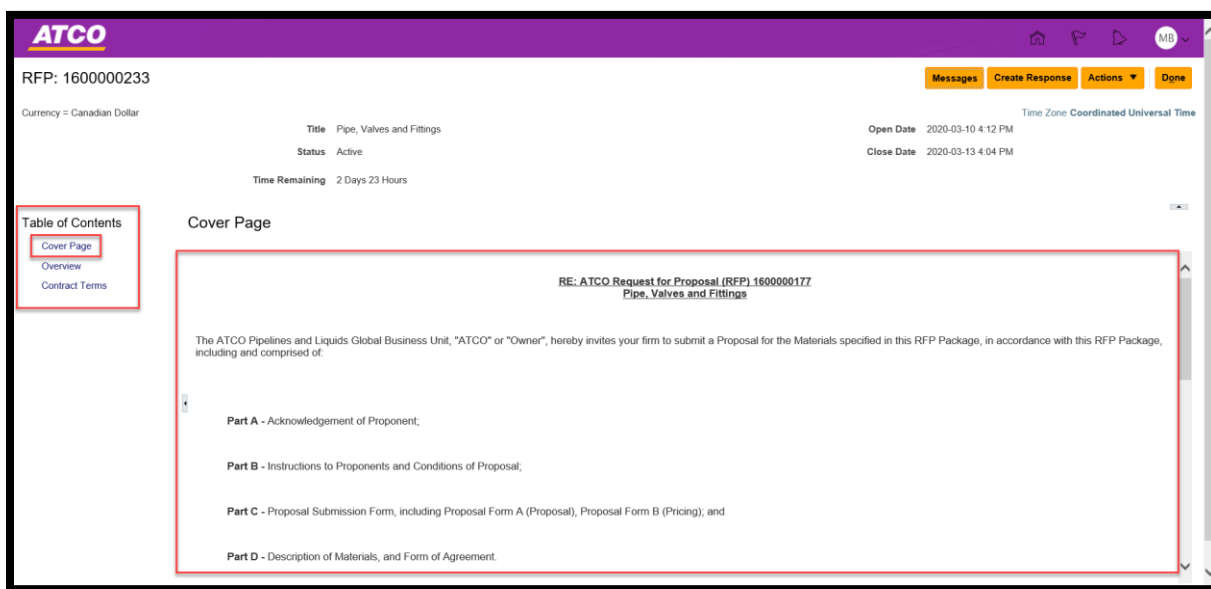 ATCO
MB
RFP: 1600000233
Messages Create Response Actions Done
Currency = Canadian Dollar
Time Zone Coordinated Universal Time
Title Pipe, Valves and Fittings
Open Date 2020-03-10 4:12 PM
Status Active
Close Date 2020-03-13 4:04 PM
Time Remaining 2 Days 23 Hours
Table of Contents
Cover Page
Overview
Contract Terms
Cover Page
RE: ATCO Request for Proposal (RFP) 1600000177
Pipe, Valves and Fittings
The ATCO Pipelines and Liquids Global Business Unit, "ATCO" or "Owner", hereby invites your firm to submit a Proposal for the Materials specified in this RFP Package, in accordance with this RFP Package,
including and comprised of:
Part A - Acknowledgement of Proponent;
Part B - Instructions to Proponents and Conditions of Proposal;
Part C - Proposal Submission Form, including Proposal Form A (Proposal), Proposal Form B (Pricing); and
Part D - Description of Materials, and Form of Agreement.